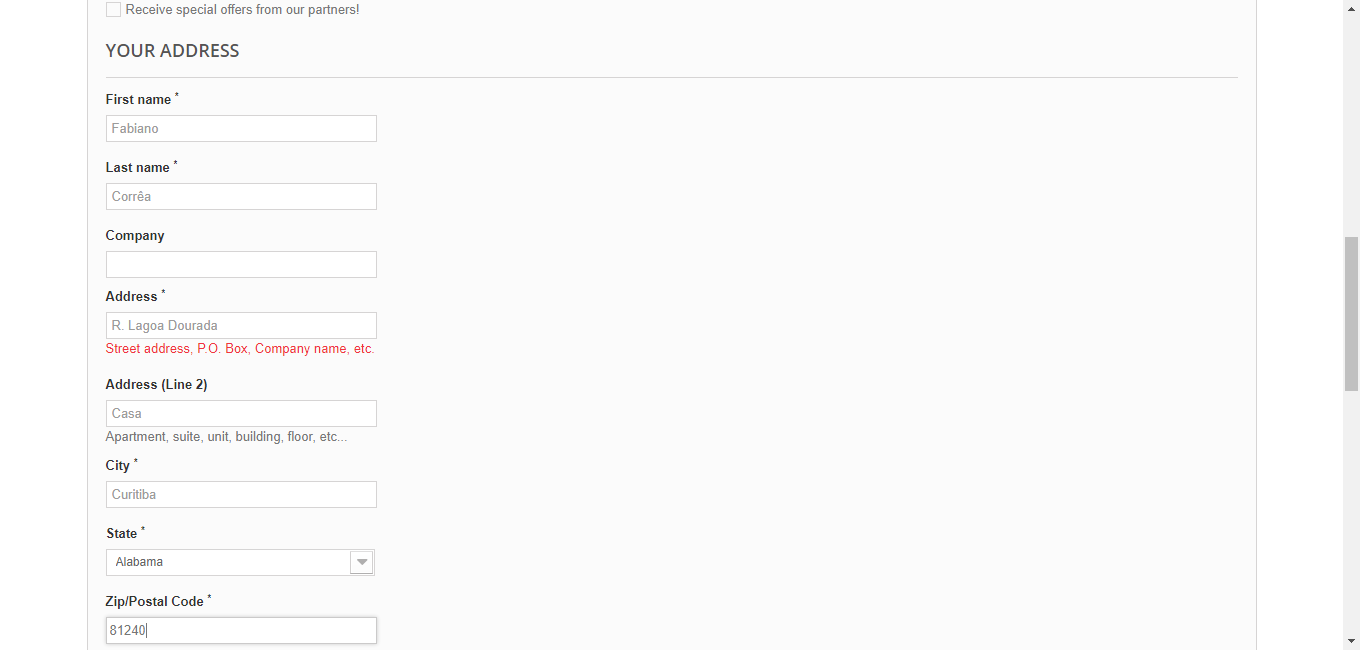 Receive special offers from our partners!
YOUR ADDRESS
First name *
Fabiano
Last name *
Corrêa
Company
Address *
R. Lagoa Dourada
Street address, P.O. Box, Company name, etc.
Address (Line 2)
Casa
Apartment, suite, unit, building, floor, etc...
City *
Curitiba
State *
Alabama
Zip/Postal Code *
81240